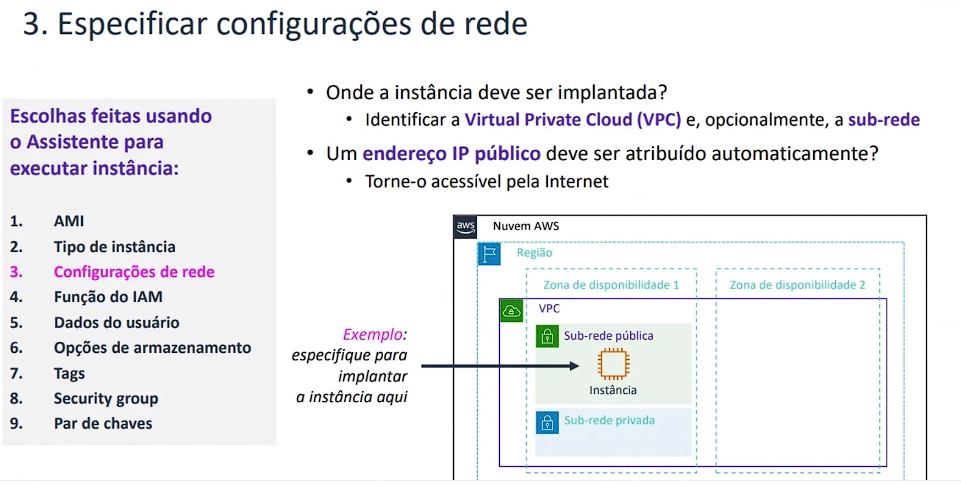 3. Especificar configurações de rede
Escolhas feitas usando
o Assistente para
executar instância:
1. AMI
2. Tipo de instância
3. Configurações de rede
4. Função do IAM
5. Dados do usuário
6. Opções de armazenamento
7. Tags
8. Security group
9. Par de chaves
• Onde a instância deve ser implantada?
• Identificar a Virtual Private Cloud (VPC) e, opcionalmente, a sub-rede
• Um endereço IP público deve ser atribuído automaticamente?
• Torne-o acessível pela Internet
aws Nuvem AWS
Região
Zona de disponibilidade 1
Zona de disponibilidade 2
VPC
Sub-rede pública
Instância
Sub-rede privada
Exemplo:
especifique para
implantar
a instância aqui